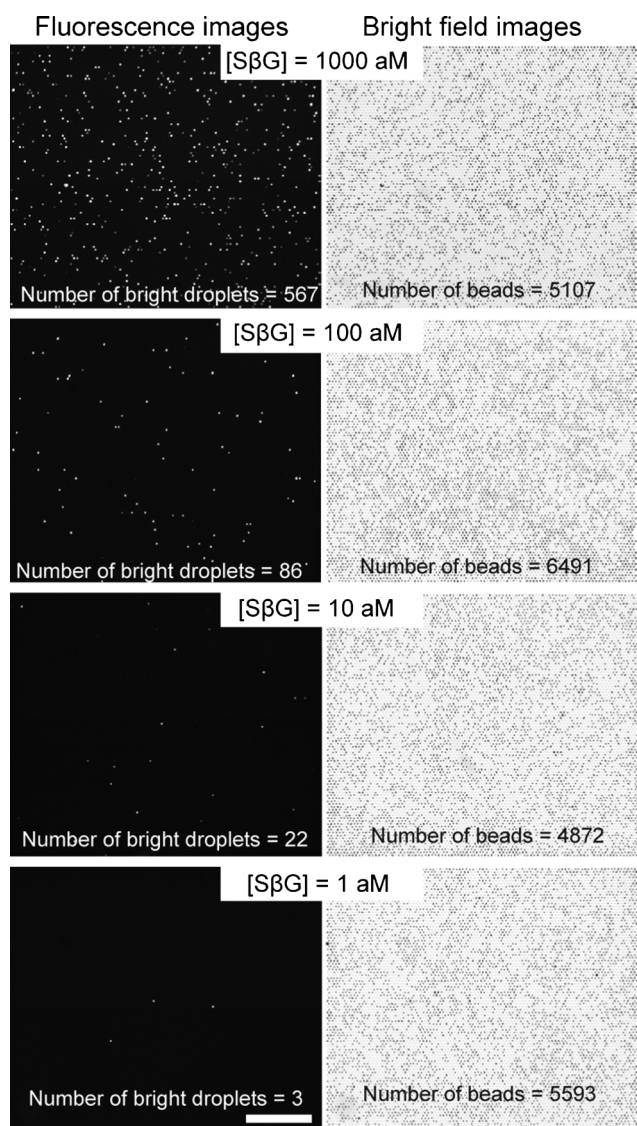 Fluorescence images Bright field images
[SβG] = 1000 aM
Number of bright droplets = 567 Number of beads = 5107
[SβG] = 100 aM
Number of bright droplets = 86 Number of beads = 6491
[SβG] = 10 aM
Number of bright droplets = 22 Number of beads = 4872
[SβG] = 1 aM
Number of bright droplets = 3 Number of beads = 5593